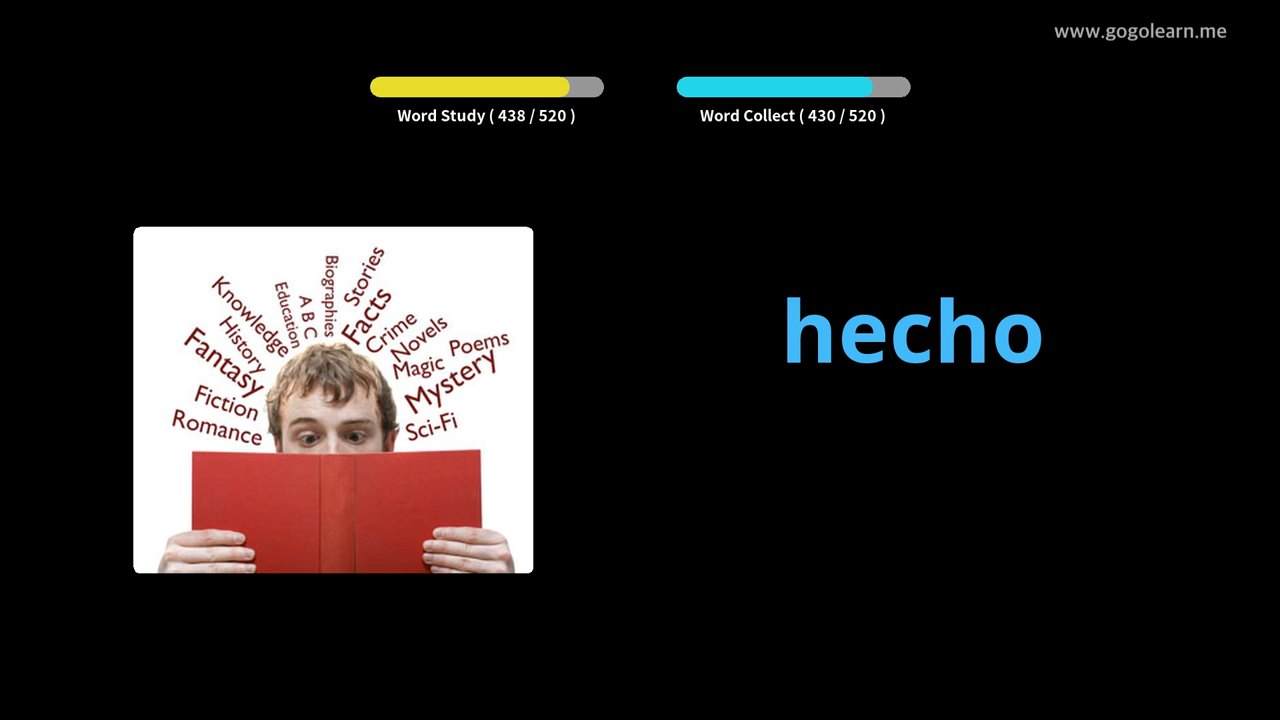 www.gogolearn.me
Word Study ( 438 / 520 )
Word Collect ( 430 / 520 )
Romance
Fiction
Fantasy
History
Knowledge
Education
A B C
Biographies
Stories
Facts
Crime
Novels
Magic
Poems
Mystery
Sci-Fi
hecho